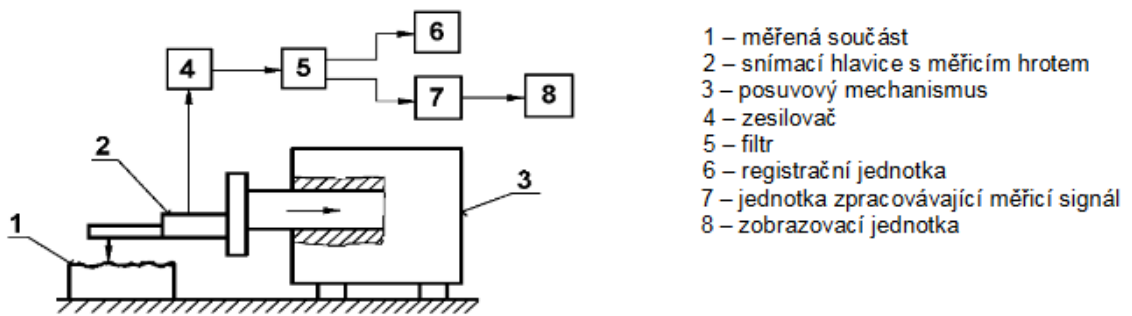 6
4
5
7
8
2
3
1
1 – měřená součást
2 – snímací hlavice s měřicím hrotem
3 – posuvový mechanismus
4 – zesilovač
5 – filtr
6 – registrační jednotka
7 – jednotka zpracovávající měřicí signál
8 – zobrazovací jednotka